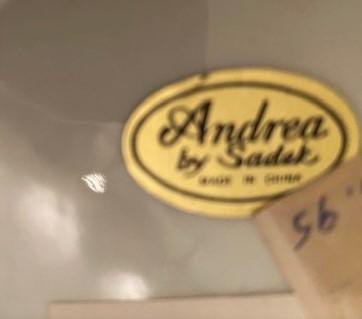 Andrea
by Sadek
MADE IN CHINA
.95